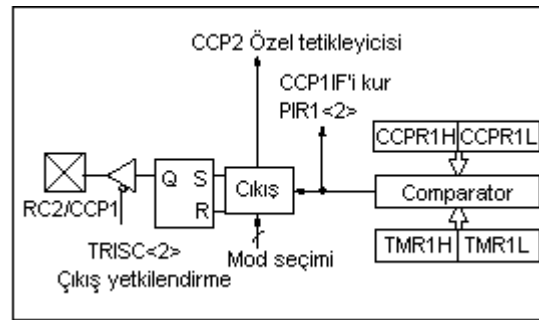 CCP2 Özel tetikleyicisi
CCP1IF'i kur
PIR1<2>
CCPR1H CCPR1L
Q S
R
Cıkış
Comparator
RC2/CCP1
TRISC<2>
Çıkış yetkilendirme
Mod seçimi
TMR1H TMR1L